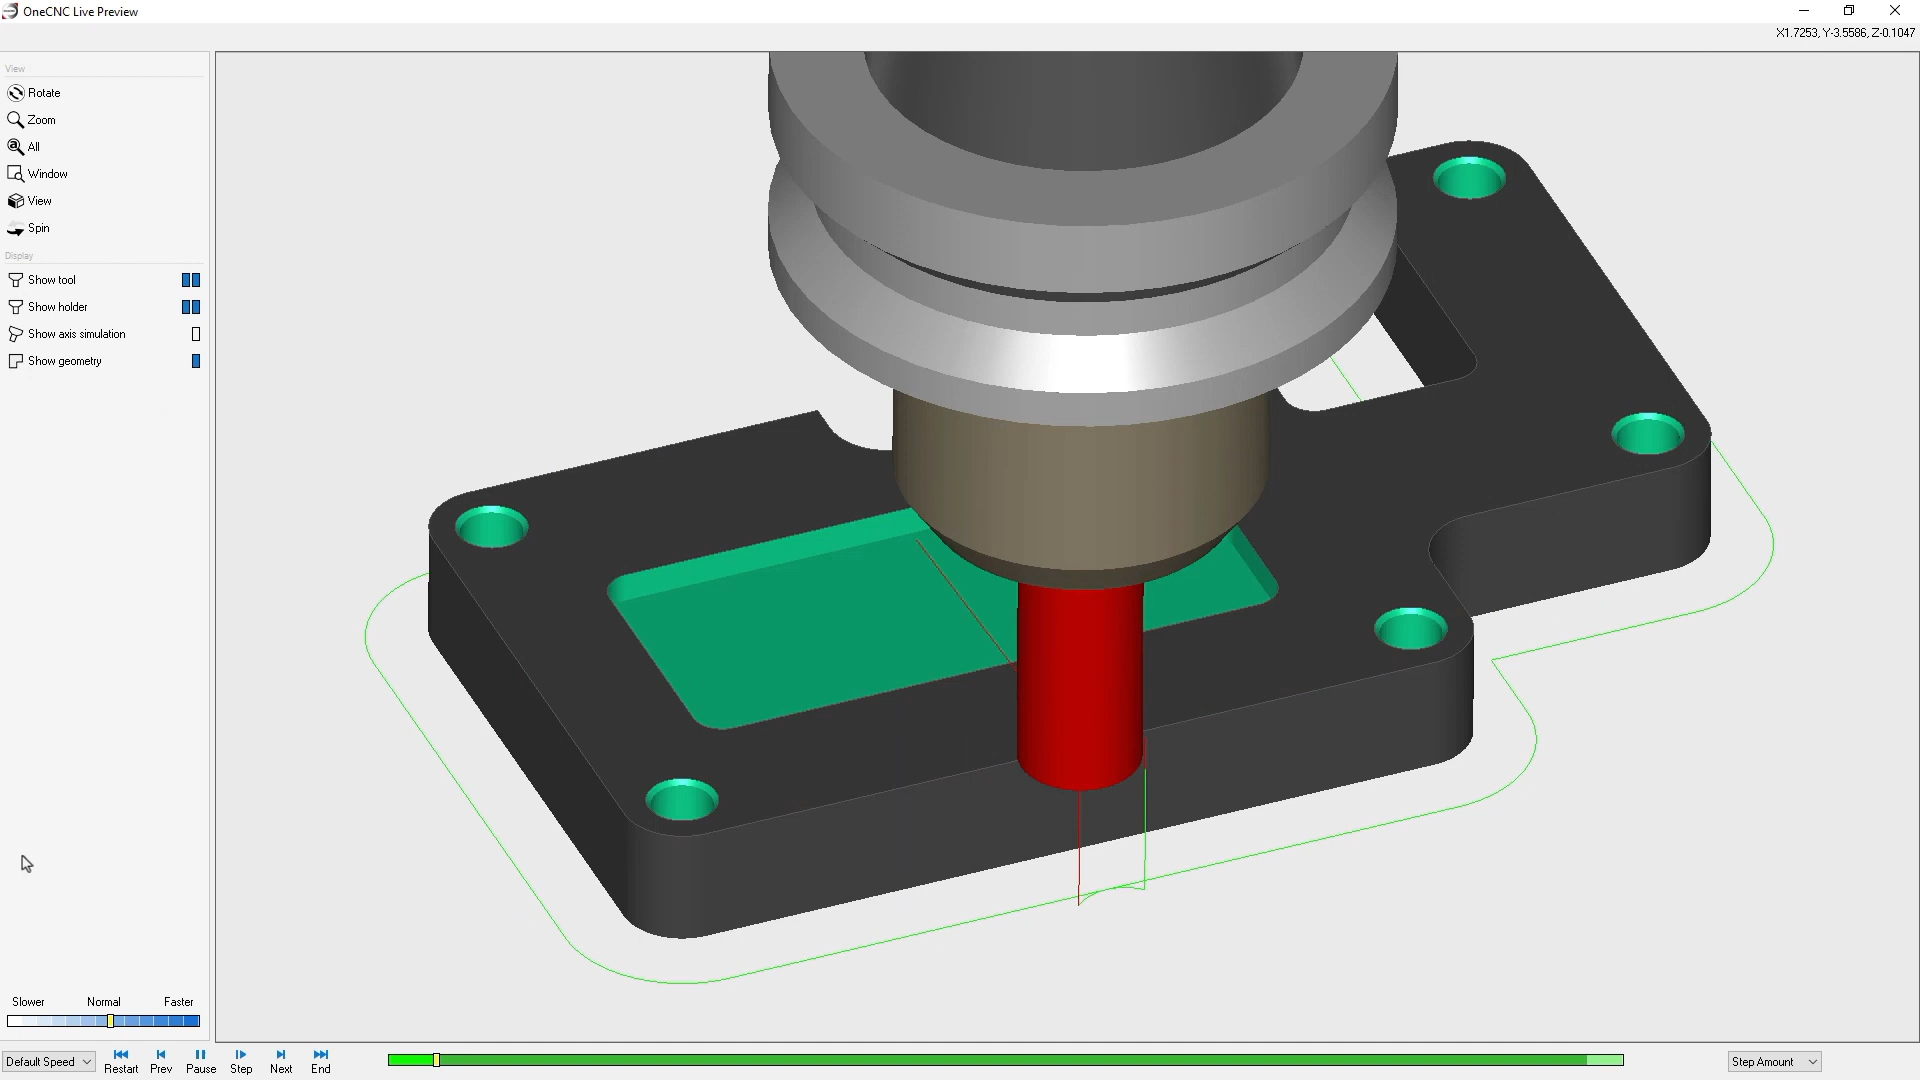 OneCNC Live Preview
X1.7253, Y-3.5586, Z-0.1047
View
Rotate
Zoom
All
Window
View
Spin
Display
Show tool
Show holder
Show axis simulation
Show geometry
Slower Normal Faster
Default Speed
Restart Prev Pause Step Next End
Step Amount